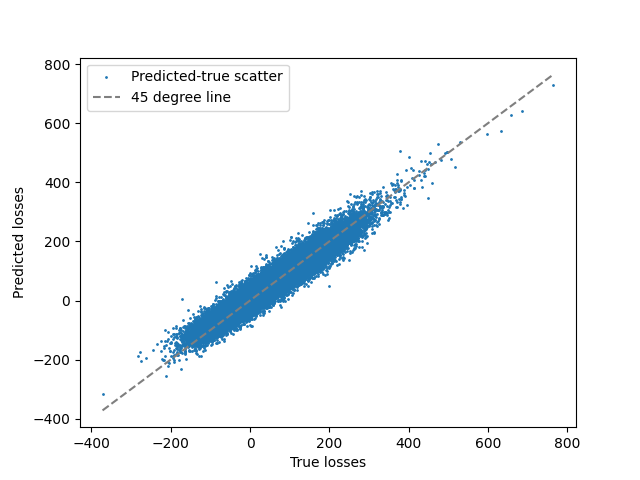 Predicted-true scatter
45 degree line
Predicted losses
800
600
400
200
0
−200
−400
−400 −200 0 200 400 600 800
True losses